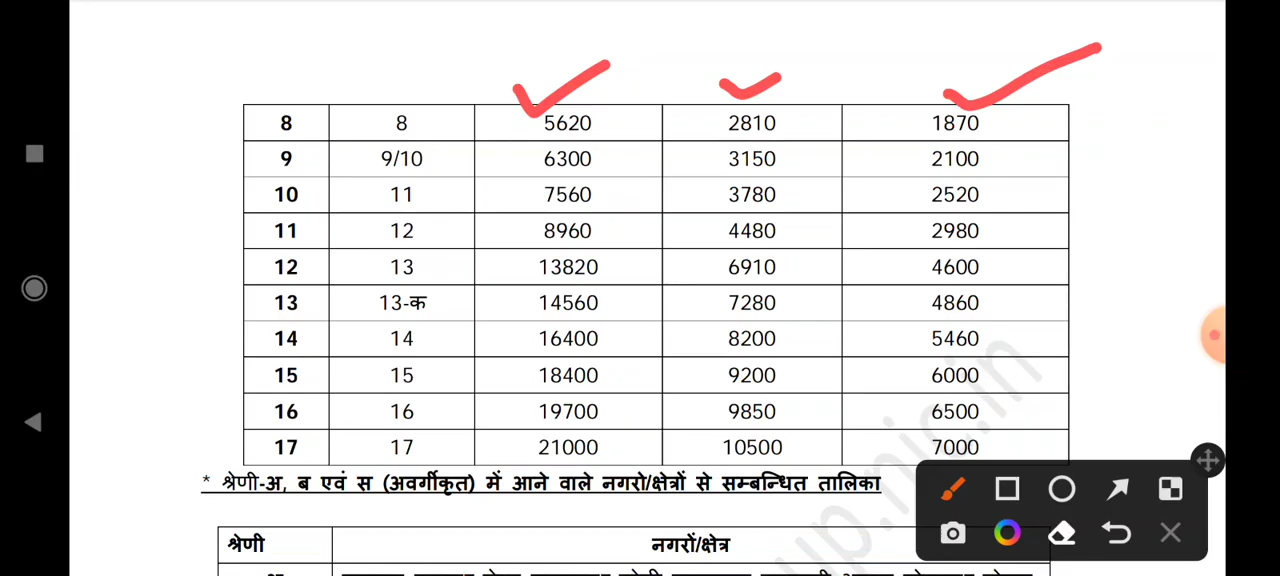 8 8 5620 2810 1870
9 9/10 6300 3150 2100
10 11 7560 3780 2520
11 12 8960 4480 2980
12 13 13820 6910 4600
13 13-क 14560 7280 4860
14 14 16400 8200 5460
15 15 18400 9200 6000
16 16 19700 9850 6500
17 17 21000 10500 7000
* श्रेणी-अ, ब एवं स (अवर्गीकृत) में आने वाले नगरो/क्षेत्रों से सम्बन्धित तालिका
श्रेणी नगरों/क्षेत्र
up.nic.in